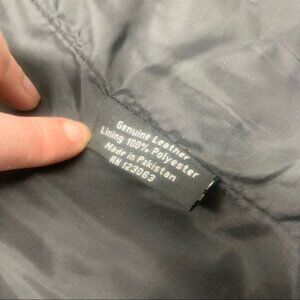 Genuine Leather
Lining 100% Polyester
Made in Pakistan
RN 123063